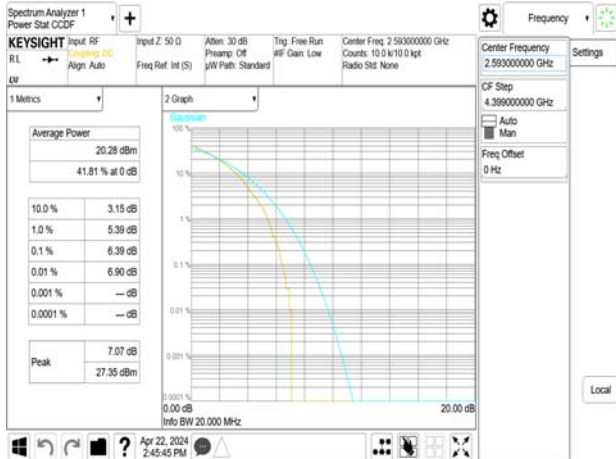 Spectrum Analyzer 1
Power Stat CCDF
Frequency
KEYSIGHT
RL
Input: RF
Coupling: DC
Align: Auto
Input Z: 50 Ω
Freq Ref: Int (S)
Atten: 30 dB
Preamp: Off
µW Path: Standard
Trig: Free Run
#IF Gain: Low
Center Freq: 2.593000000 GHz
Counts: 10.0 k/10.0 kpt
Radio Std: None
Center Frequency
2.593000000 GHz
Settings
CF Step
4.399000000 GHz
Auto
Man
Freq Offset
0 Hz
Local
1 Metrics
Average Power
20.28 dBm
41.81 % at 0 dB
10.0 % 3.15 dB
1.0 % 5.39 dB
0.1 % 6.39 dB
0.01 % 6.90 dB
0.001 % --- dB
0.0001 % --- dB
Peak
7.07 dB
27.35 dBm
2 Graph
Gaussian
100 %
10 %
1 %
0.1 %
0.01 %
0.001 %
0.0001 %
0.00 dB
20.00 dB
Info BW 20.000 MHz
Apr 22, 2024
2:45:45 PM